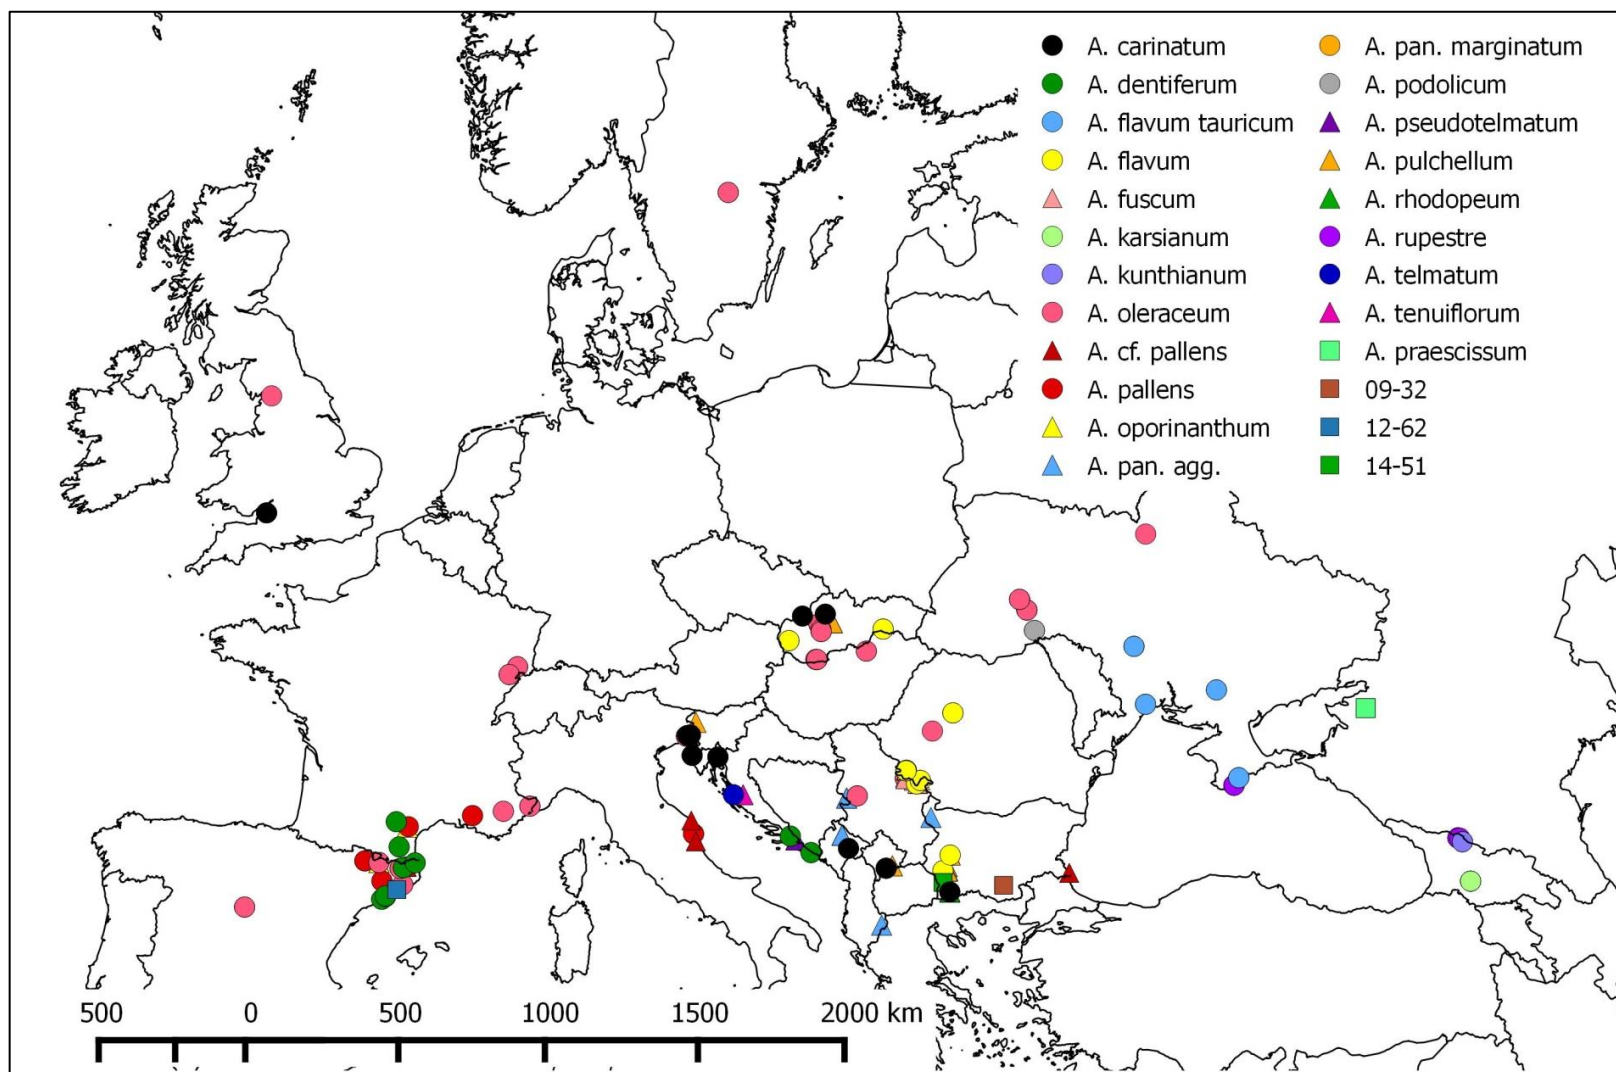 A. carinatum
A. dentiferum
A. flavum tauricum
A. flavum
A. fuscum
A. karsianum
A. kunthianum
A. oleraceum
A. cf. pallens
A. pallens
A. oporinanthum
A. pan. agg.
A. pan. marginatum
A. podolicum
A. pseudotelmatum
A. pulchellum
A. rhodopeum
A. rupestre
A. telmatum
A. tenuiflorum
A. praescissum
09-32
12-62
14-51
500 0 500 1000 1500 2000 km